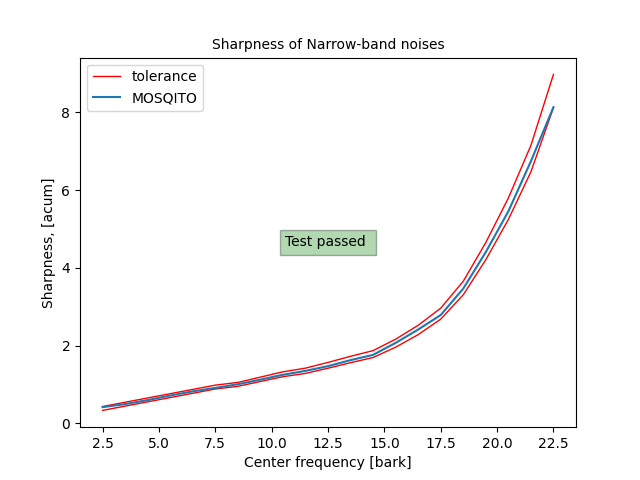 Sharpness of Narrow-band noises
tolerance
MOSQITO
Test passed
Sharpness, [acum]
8
6
4
2
0
2.5 5.0 7.5 10.0 12.5 15.0 17.5 20.0 22.5
Center frequency [bark]